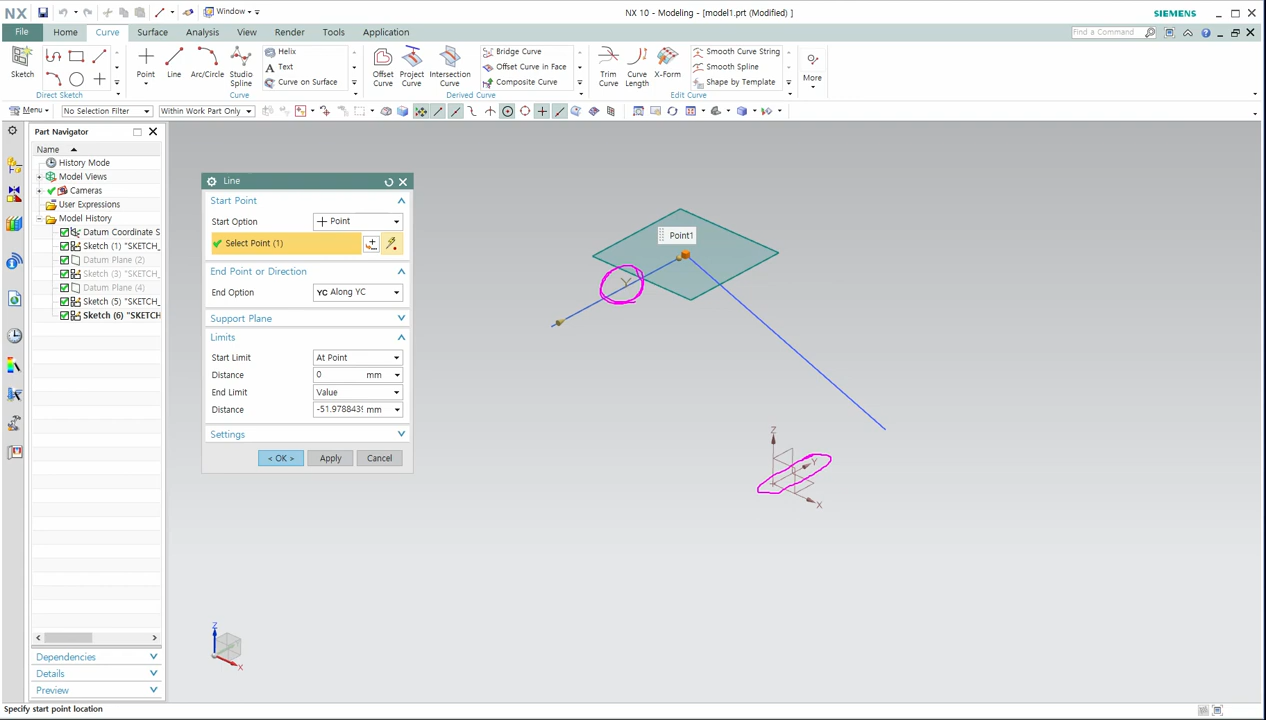 NX
Window
NX 10 - Modeling - [model1.prt (Modified) ]
SIEMENS
File
Home
Curve
Surface
Analysis
View
Render
Tools
Application
Find a Command
Sketch
Direct Sketch
Point
Line
Arc/Circle
Studio
Spline
Helix
Text
Curve on Surface
Curve
Offset
Curve
Project
Curve
Intersection
Curve
Bridge Curve
Offset Curve in Face
Composite Curve
Derived Curve
Trim
Curve
Curve
Length
X-Form
Smooth Curve String
Smooth Spline
Shape by Template
Edit Curve
More
Menu
No Selection Filter
Within Work Part Only
Part Navigator
Name
History Mode
Model Views
Cameras
User Expressions
Model History
Datum Coordinate S
Sketch (1) "SKETCH_
Datum Plane (2)
Sketch (3) "SKETCH_
Datum Plane (4)
Sketch (5) "SKETCH_
Sketch (6) "SKETCH
Dependencies
Details
Preview
Line
Start Point
Start Option
Point
Select Point (1)
End Point or Direction
End Option
YC Along YC
Support Plane
Limits
Start Limit
At Point
Distance
0 mm
End Limit
Value
Distance
-51.978843 mm
Settings
< OK >
Apply
Cancel
Point1
Y
Z
Y
X
Z
X
Specify start point location